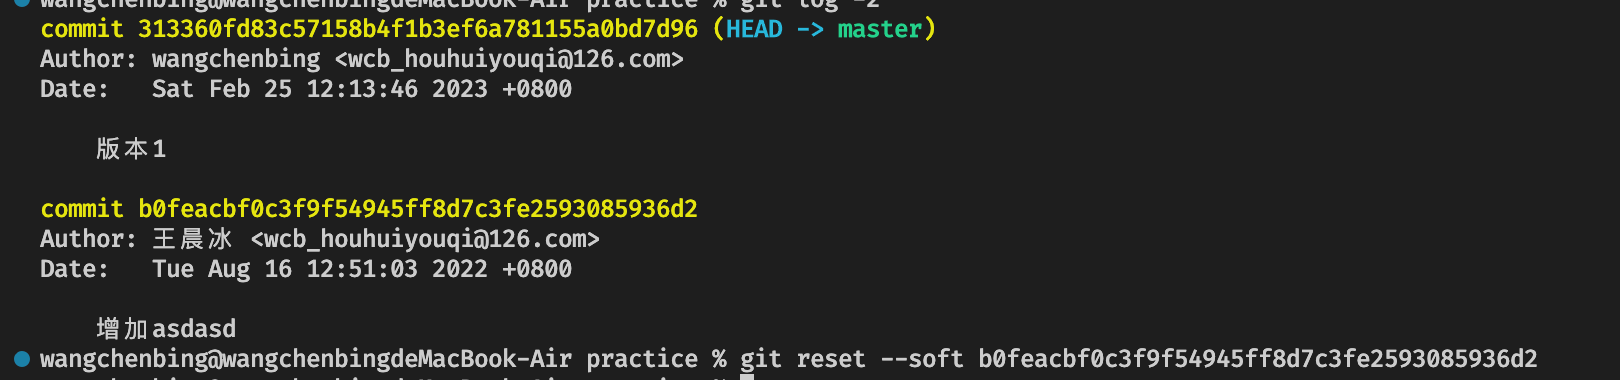 wangchenbing@wangchenbingdeMacBook-Air practice % git log -2
commit 313360fd83c57158b4f1b3ef6a781155a0bd7d96 (HEAD -> master)
Author: wangchenbing <wcb_houhuiyouqi@126.com>
Date:   Sat Feb 25 12:13:46 2023 +0800
版本1
commit b0feacbf0c3f9f54945ff8d7c3fe2593085936d2
Author: 王晨冰 <wcb_houhuiyouqi@126.com>
Date:   Tue Aug 16 12:51:03 2022 +0800
增加asdasd
wangchenbing@wangchenbingdeMacBook-Air practice % git reset --soft b0feacbf0c3f9f54945ff8d7c3fe2593085936d2